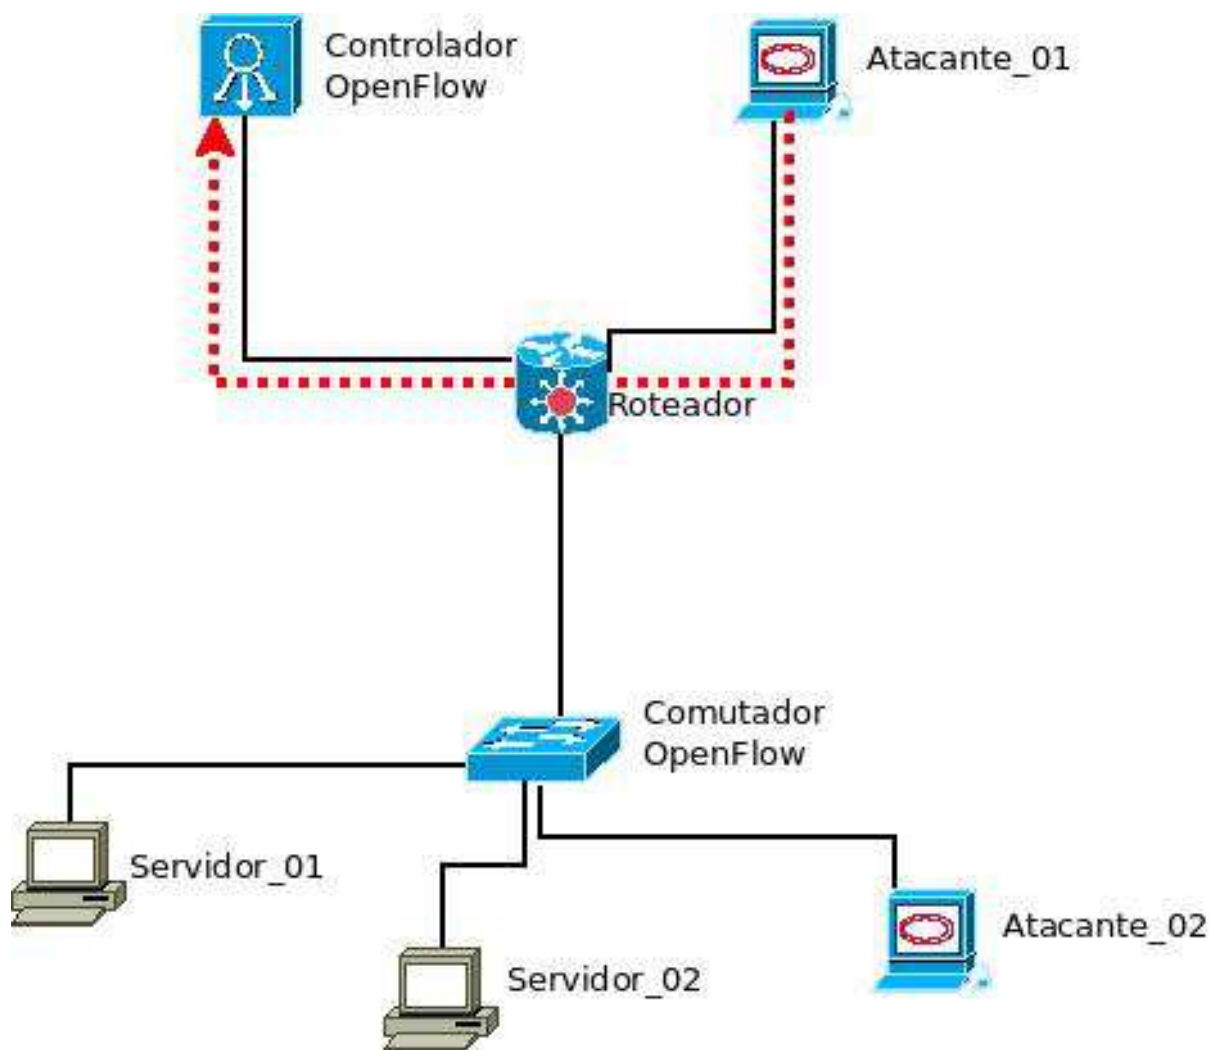 Controlador
OpenFlow
Atacante_01
Roteador
Comutador
OpenFlow
Servidor_01
Atacante_02
Servidor_02